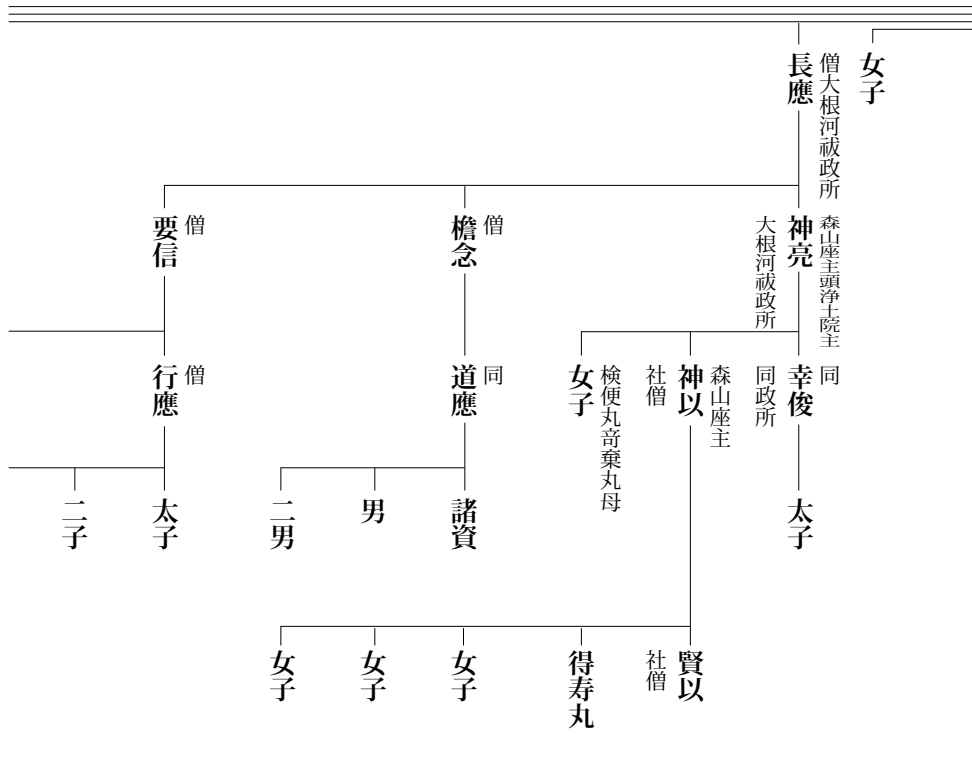 女子
僧大根河祓政所
長應
森山座主頭浄土院主
神亮
大根河祓政所
僧
檐念
僧
要信
同
幸俊
同政所
森山座主
神以
社僧
検便丸竒棄丸母
女子
同
道應
僧
行應
太子
諸資
男
二男
太子
二子
賢以
社僧
得寿丸
女子
女子
女子